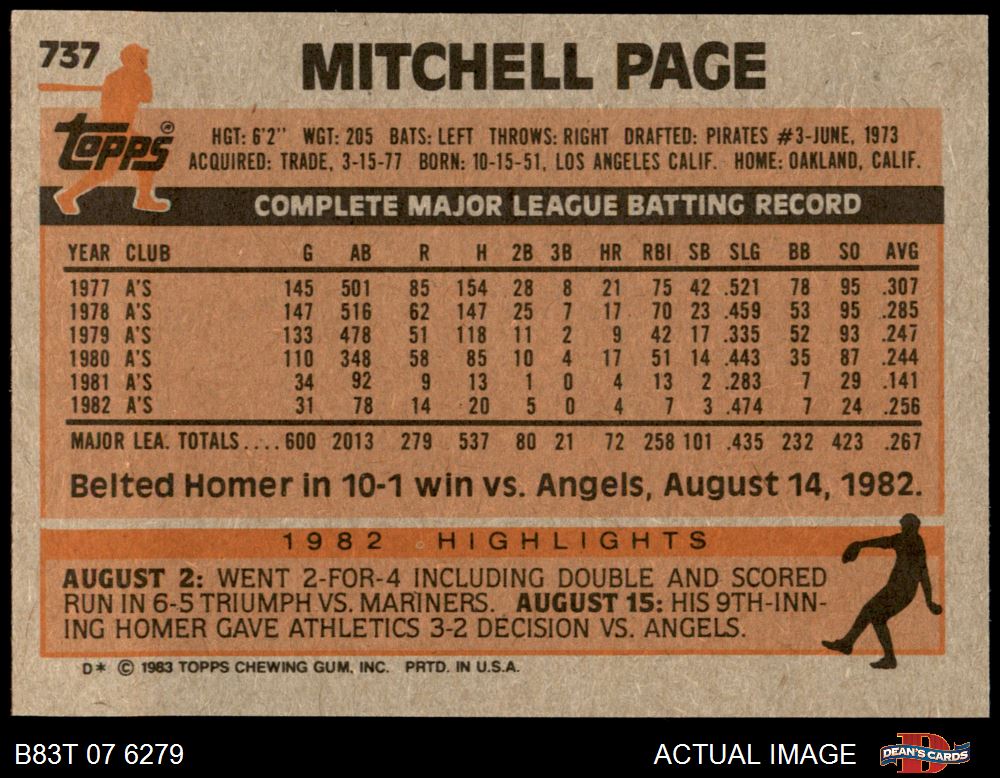 737
MITCHELL PAGE
TOPPS®
HGT: 6'2" WGT: 205 BATS: LEFT THROWS: RIGHT DRAFTED: PIRATES #3-JUNE, 1973
ACQUIRED: TRADE, 3-15-77 BORN: 10-15-51, LOS ANGELES CALIF. HOME: OAKLAND, CALIF.
COMPLETE MAJOR LEAGUE BATTING RECORD
YEAR CLUB G AB R H 2B 3B HR RBI SB SLG BB SO AVG
1977 A'S 145 501 85 154 28 8 21 75 42 .521 78 95 .307
1978 A'S 147 516 62 147 25 7 17 70 23 .459 53 95 .285
1979 A'S 133 478 51 118 11 2 9 42 17 .335 52 93 .247
1980 A'S 110 348 58 85 10 4 17 51 14 .443 35 87 .244
1981 A'S 34 92 9 13 1 0 4 13 2 .283 7 29 .141
1982 A'S 31 78 14 20 5 0 4 7 3 .474 7 24 .256
MAJOR LEA. TOTALS.... 600 2013 279 537 80 21 72 258 101 .435 232 423 .267
Belted Homer in 10-1 win vs. Angels, August 14, 1982.
1982 HIGHLIGHTS
AUGUST 2: WENT 2-FOR-4 INCLUDING DOUBLE AND SCORED
RUN IN 6-5 TRIUMPH VS. MARINERS. AUGUST 15: HIS 9TH-INN-
ING HOMER GAVE ATHLETICS 3-2 DECISION VS. ANGELS.
D* © 1983 TOPPS CHEWING GUM, INC. PRTD. IN U.S.A.
B83T 07 6279 ACTUAL IMAGE DEAN'S CARDS